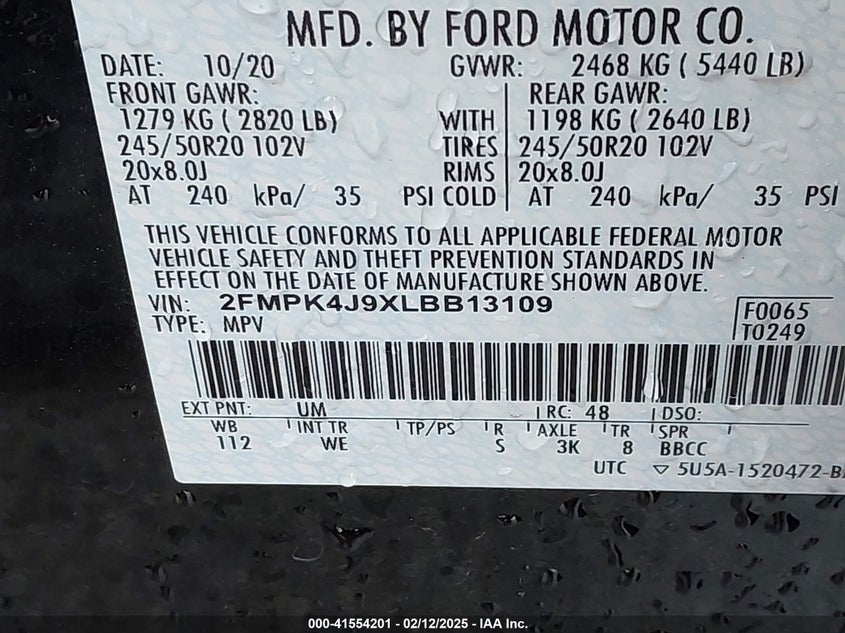 MFD. BY FORD MOTOR CO.
DATE: 10/20 GVWR: 2468 KG ( 5440 LB)
FRONT GAWR: REAR GAWR:
1279 KG ( 2820 LB) WITH 1198 KG ( 2640 LB)
245/50R20 102V TIRES 245/50R20 102V
20x8.0J RIMS 20x8.0J
AT 240 kPa/ 35 PSI COLD AT 240 kPa/ 35 PSI
THIS VEHICLE CONFORMS TO ALL APPLICABLE FEDERAL MOTOR
VEHICLE SAFETY AND THEFT PREVENTION STANDARDS IN
EFFECT ON THE DATE OF MANUFACTURE SHOWN ABOVE.
VIN: 2FMPK4J9XLBB13109 F0065
TYPE: MPV T0249
EXT PNT: UM RC: 48 DSO:
WB INT TR TP/PS R AXLE TR SPR
112 WE S 3K 8 BBCC
UTC ▽ 5U5A-1520472-B
000-41554201 - 02/12/2025 - IAA Inc.